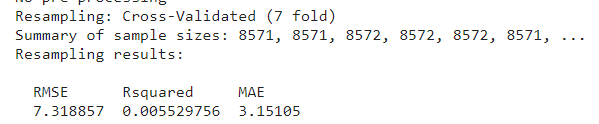 No pre-processing
Resampling: Cross-Validated (7 fold)
Summary of sample sizes: 8571, 8571, 8572, 8572, 8572, 8571, ...
Resampling results:
RMSE Rsquared MAE
7.318857 0.005529756 3.15105